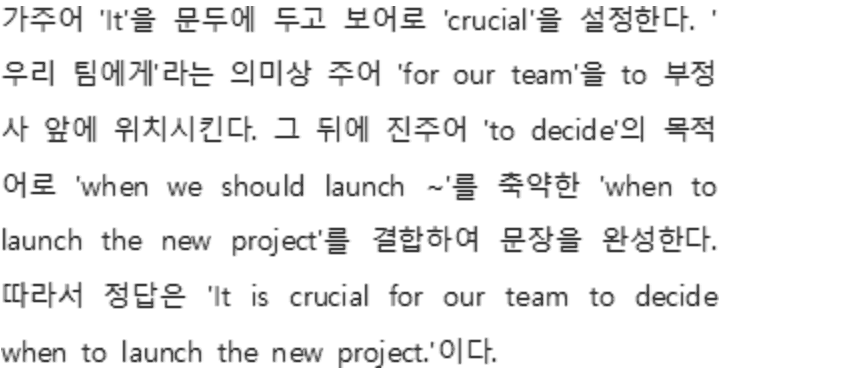 가주어 'It'을 문두에 두고 보어로 'crucial'을 설정한다. '
우리 팀에게'라는 의미상 주어 'for our team'을 to 부정
사 앞에 위치시킨다. 그 뒤에 진주어 'to decide'의 목적
어로 'when we should launch ~'를 축약한 'when to
launch the new project'를 결합하여 문장을 완성한다.
따라서 정답은 'It is crucial for our team to decide
when to launch the new project.'이다.